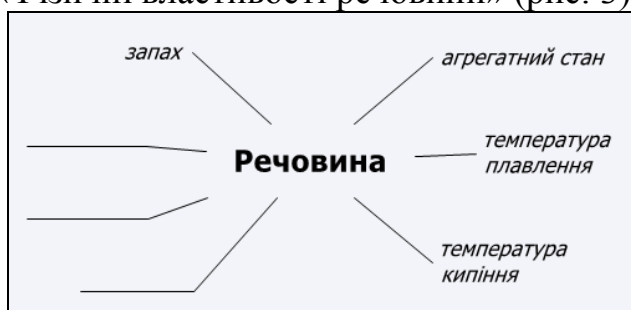 запах
агрегатний стан
Речовина
температура
плавлення
температура
кипіння